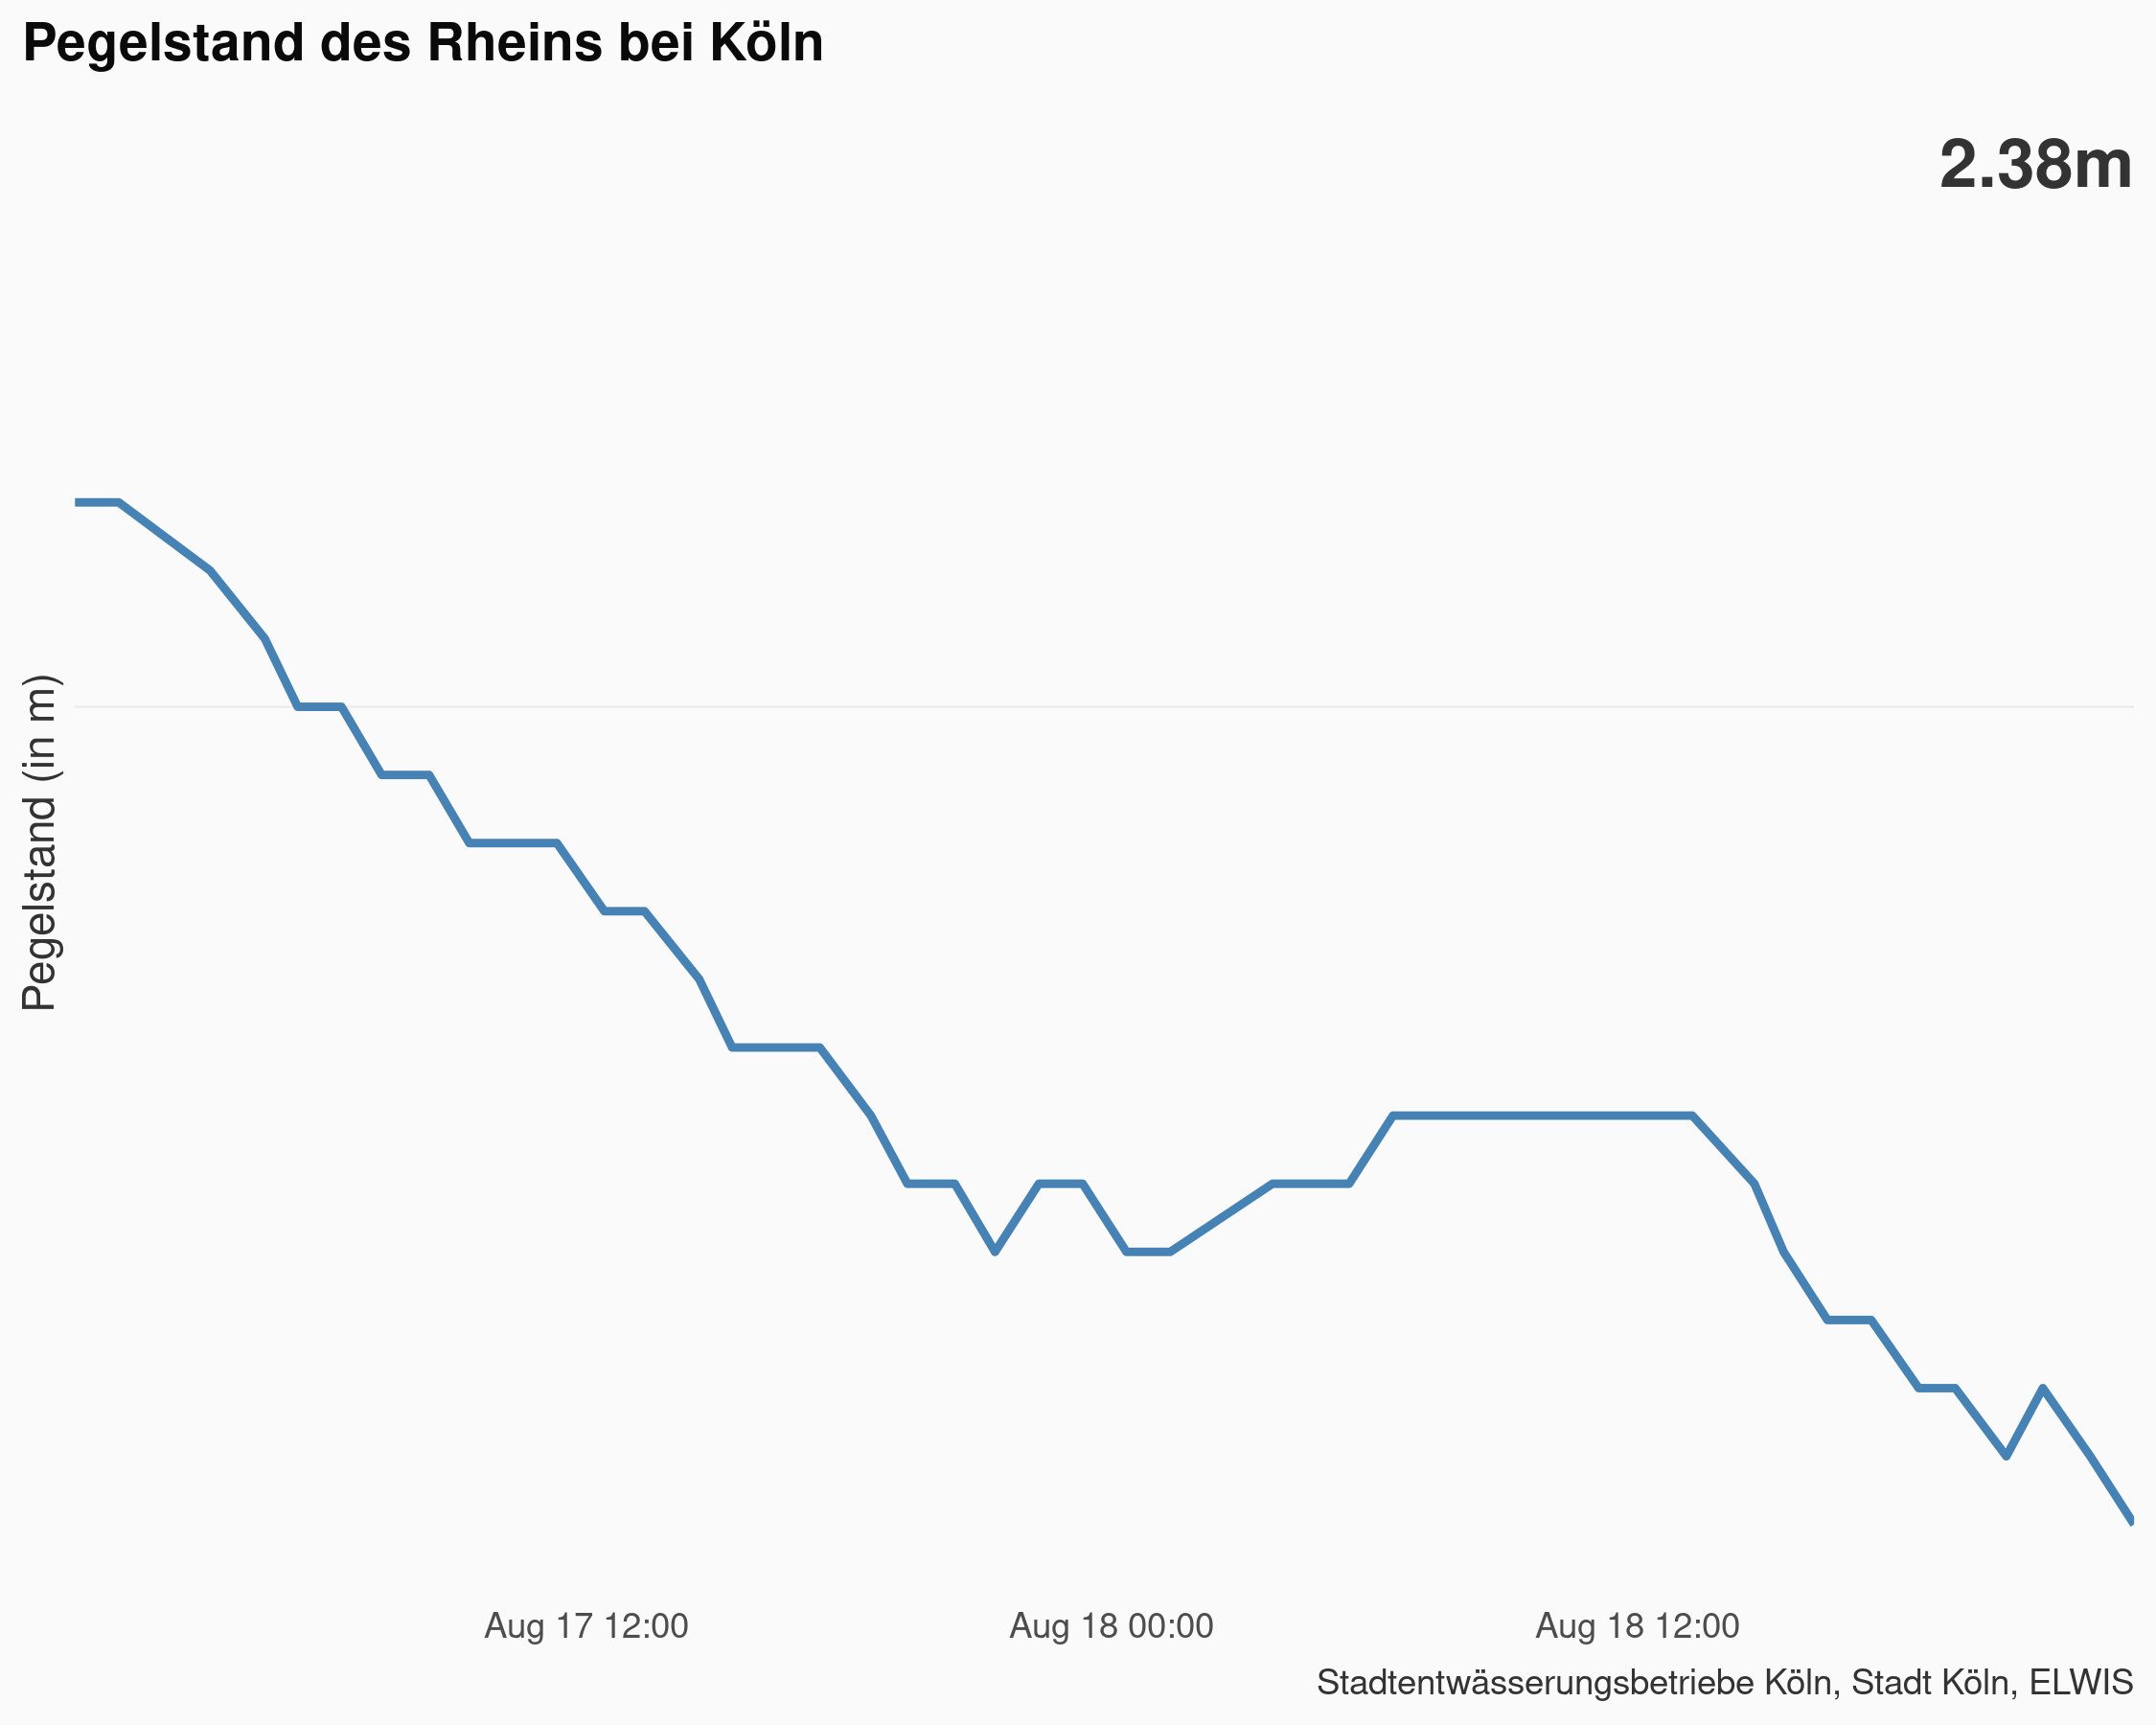 Pegelstand des Rheins bei Köln
2.38m
Pegelstand (in m)
Aug 17 12:00
Aug 18 00:00
Aug 18 12:00
Stadtentwässerungsbetriebe Köln, Stadt Köln, ELWIS